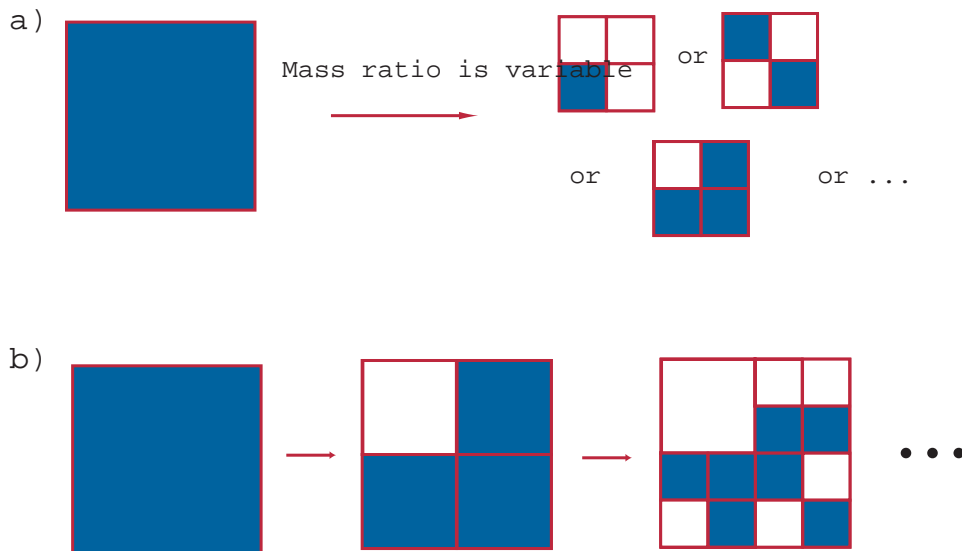 a)
Mass ratio is variable
or
or
or ...
b)